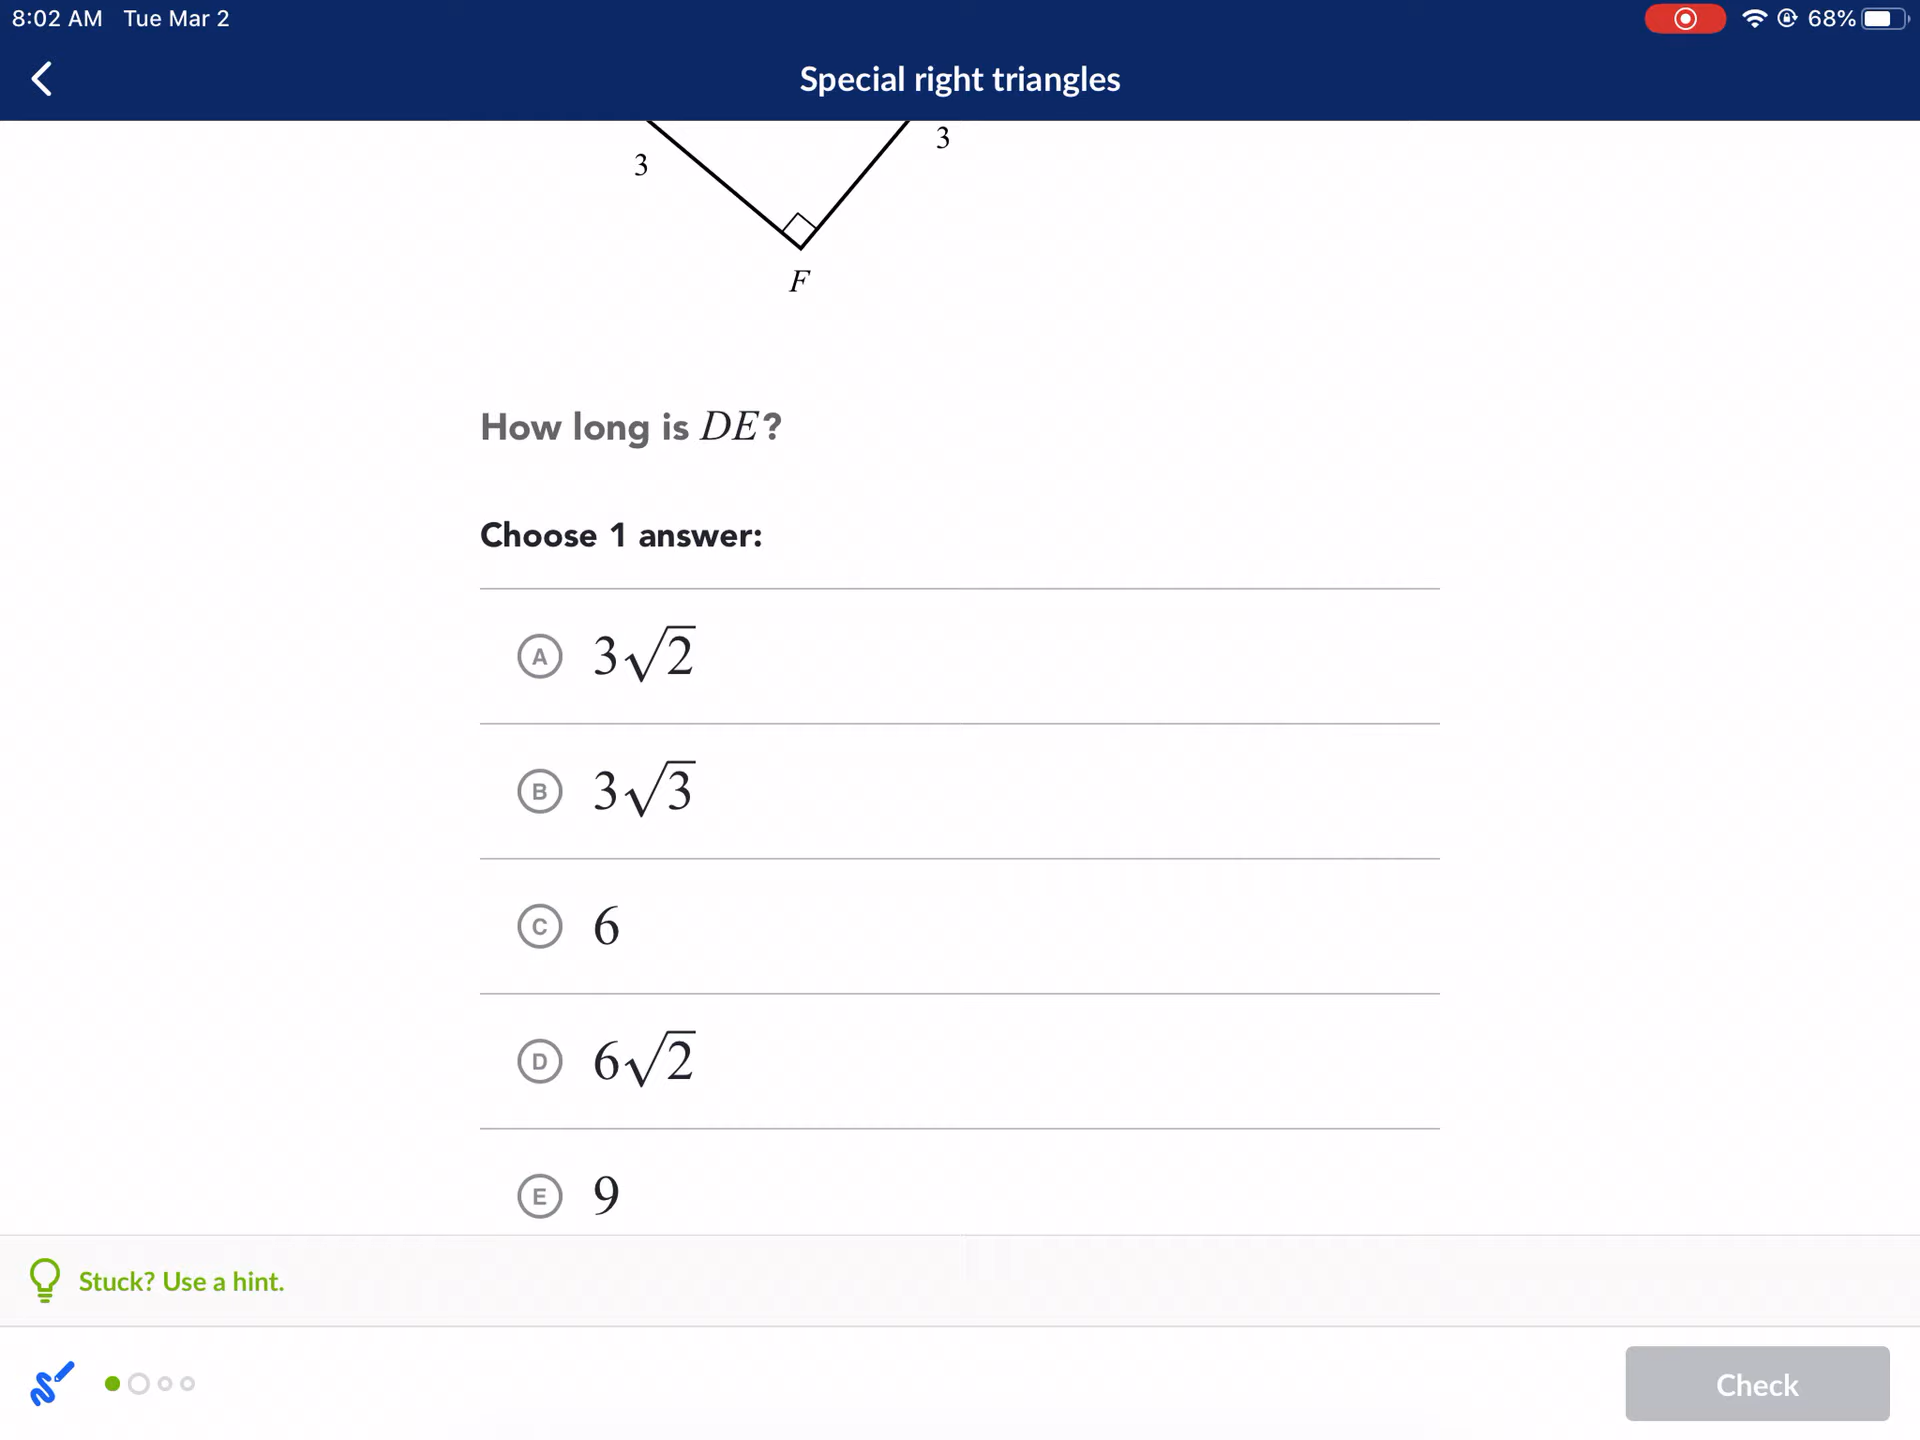 8:02 AM Tue Mar 2 68%
Special right triangles
3
3
F
How long is DE?
Choose 1 answer:
A 3√2
B 3√3
C 6
D 6√2
E 9
Stuck? Use a hint.
Check